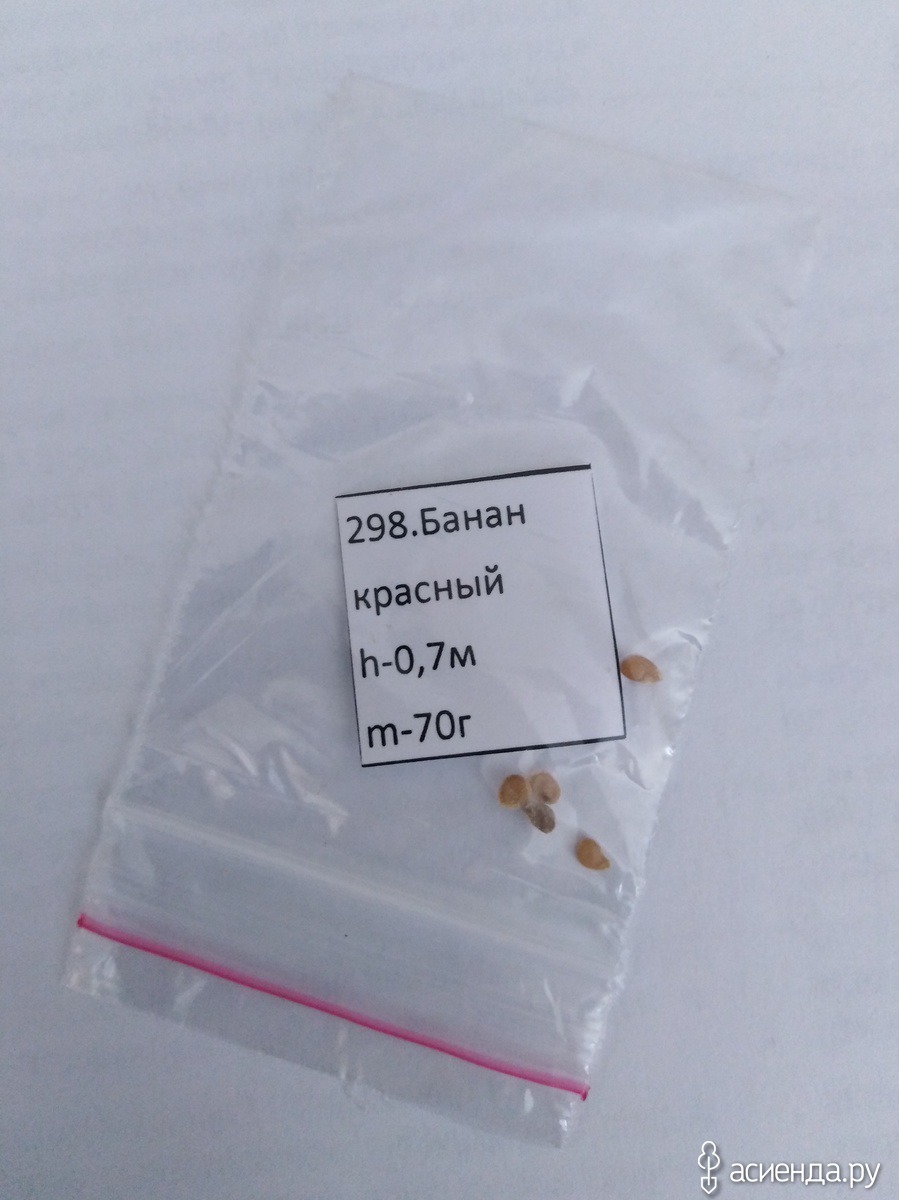 298.Банан
красный
h-0,7м
m-70г
асиенда.ру